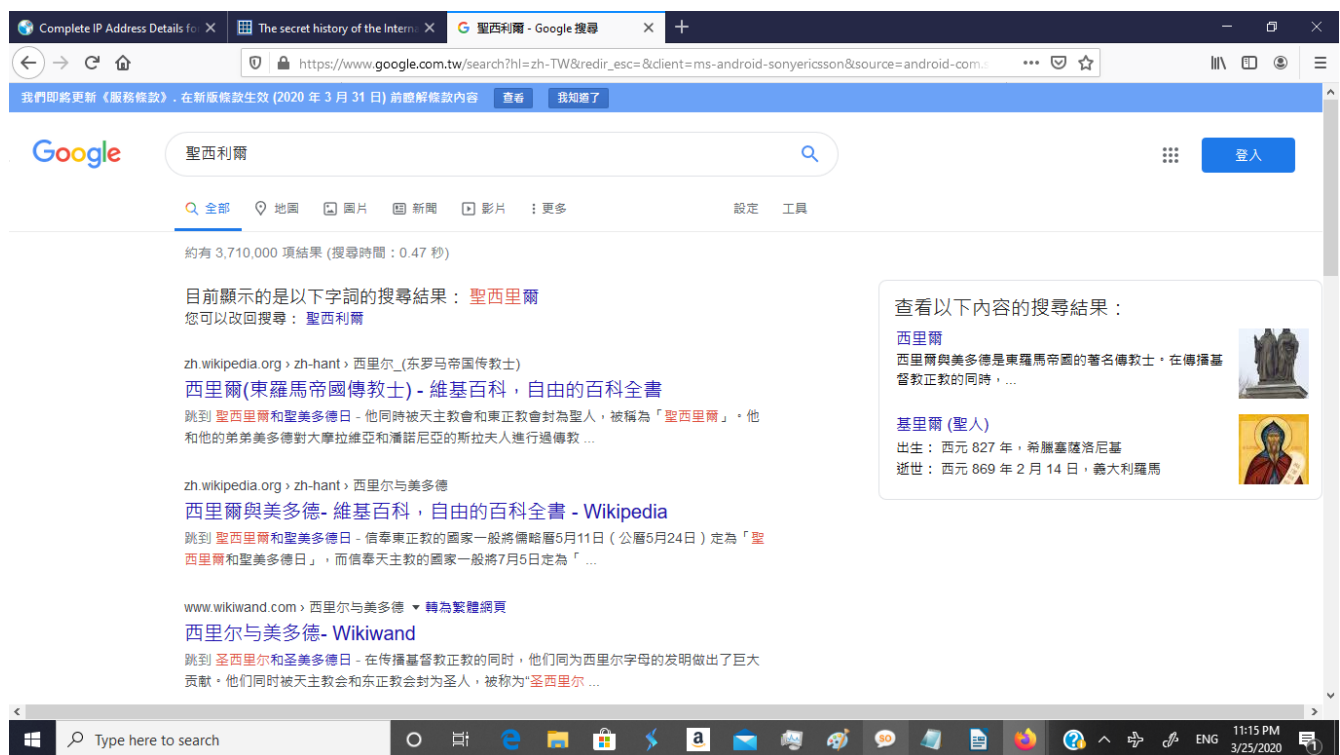 Complete IP Address Details fo
The secret history of the Intern
聖西利爾 - Google 搜尋
https://www.google.com.tw/search?hl=zh-TW&redir_esc=&client=ms-android-sonyericsson&source=android-com.
我們即將更新《服務條款》. 在新版條款生效 (2020 年 3 月 31 日) 前瞭解條款內容 查看 我知道了
Google
聖西利爾
登入
全部 地圖 圖片 新聞 影片 更多 設定 工具
約有 3,710,000 項結果 (搜尋時間：0.47 秒)
目前顯示的是以下字詞的搜尋結果： 聖西里爾
您可以改回搜尋： 聖西利爾
zh.wikipedia.org › zh-hant › 西里尔_(东罗马帝国传教士)
西里爾(東羅馬帝國傳教士) - 維基百科，自由的百科全書
跳到 聖西里爾和聖美多德日 - 他同時被天主教會和東正教會封為聖人，被稱為「聖西里爾」。他
和他的弟弟美多德對大摩拉維亞和潘諾尼亞的斯拉夫人進行過傳教 ...
zh.wikipedia.org › zh-hant › 西里尔与美多德
西里爾與美多德- 維基百科，自由的百科全書 - Wikipedia
跳到 聖西里爾和聖美多德日 - 信奉東正教的國家一般將儒略曆5月11日（公曆5月24日）定為「聖
西里爾和聖美多德日」，而信奉天主教的國家一般將7月5日定為「 ...
www.wikiwand.com › 西里尔与美多德 ▾ 轉為繁體網頁
西里尔与美多德- Wikiwand
跳到 圣西里尔和圣美多德日 - 在传播基督教正教的同时，他们同为西里尔字母的发明做出了巨大
贡献。他们同时被天主教会和东正教会封为圣人，被称为“圣西里尔 ...
查看以下內容的搜尋結果：
西里爾
西里爾與美多德是東羅馬帝國的著名傳教士。在傳播基
督教正教的同時，...
基里爾 (聖人)
出生： 西元 827 年，希臘塞薩洛尼基
逝世： 西元 869 年 2 月 14 日，義大利羅馬
Type here to search
ENG
11:15 PM
3/25/2020